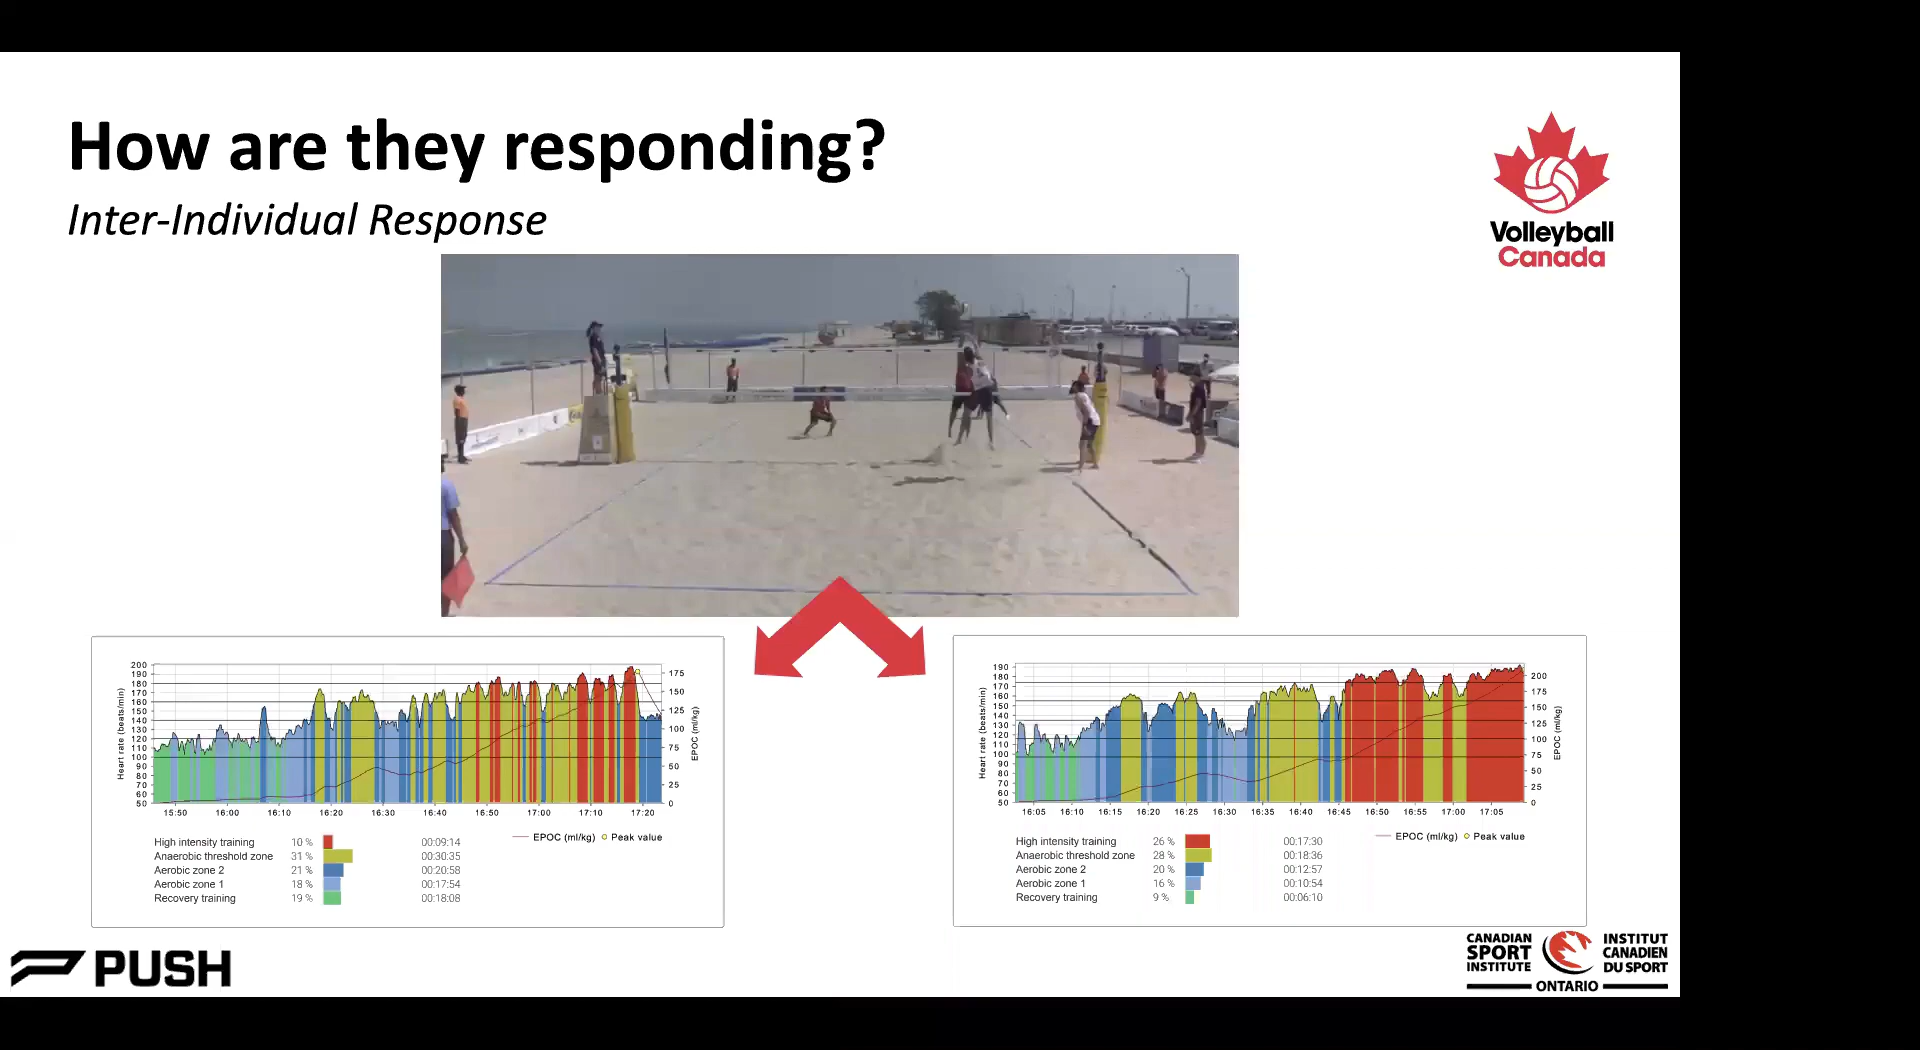 How are they responding?
Inter-Individual Response
Volleyball
Canada
200
190
180
170
160
150
140
130
120
110
100
90
80
70
60
50
Heart rate (beats/min)
175
150
125
100
75
50
25
0
EPOC (ml/kg)
15:50 16:00 16:10 16:20 16:30 16:40 16:50 17:00 17:10 17:20
EPOC (ml/kg) Peak value
High intensity training 10 % 00:09:14
Anaerobic threshold zone 31 % 00:30:35
Aerobic zone 2 21 % 00:20:58
Aerobic zone 1 18 % 00:17:54
Recovery training 19 % 00:18:08
190
180
170
160
150
140
130
120
110
100
90
80
70
60
50
Heart rate (beats/min)
200
175
150
125
100
75
50
25
0
EPOC (ml/kg)
16:05 16:10 16:15 16:20 16:25 16:30 16:35 16:40 16:45 16:50 16:55 17:00 17:05
EPOC (ml/kg) Peak value
High intensity training 26 % 00:17:30
Anaerobic threshold zone 28 % 00:18:36
Aerobic zone 2 20 % 00:12:57
Aerobic zone 1 16 % 00:10:54
Recovery training 9 % 00:06:10
PUSH
CANADIAN
SPORT
INSTITUTE
INSTITUT
CANADIEN
DU SPORT
ONTARIO